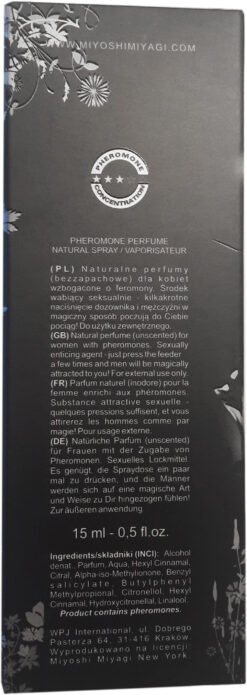 WWW.MIYOSHIMIYAGI.COM
PHEROMONE
CONCENTRATION
PHEROMONE PERFUME
NATURAL SPRAY / VAPORISATEUR
(PL) Naturalne perfumy
(bezzapachowe) dla kobiet
wzbogacone o feromony. Środek
wabiący seksualnie - kilkakrotne
naciśnięcie dozownika i mężczyźni w
magiczny sposób poczują do Ciebie
pociąg! Do użytku zewnętrznego.
(GB) Natural perfume (unscented) for
women with pheromones. Sexually
enticing agent - just press the feeder
a few times and men will be magically
attracted to you! For external use only.
(FR) Parfum naturel (inodore) pour la
femme enrichi aux phéromones.
Substance attractive sexuelle -
quelques pressions suffisent, et vous
attirerez les hommes comme par
magie! Pour usage externe.
(DE) Natürliche Parfum (unscented)
für Frauen mit der Zugabe von
Pheromonen. Sexuelles Lockmittel.
Es genügt, die Spraydose ein paar
mal zu drücken, und die Männer
werden sich auf eine magische Art
und Weise zu Dir hingezogen fühlen!
Zur äußeren anwendung
15 ml - 0,5 fl.oz.
Ingredients/składniki (INCI): Alcohol
denat., Parfum, Aqua, Hexyl Cinnamal,
Citral, Alpha-iso-Methylionone, Benzyl
salicylate, Butylphenyl
Methylpropional, Citronellol, Hexyl
Cinnamal, Hydroxycitronellal, Linalool.
Product contains pheromones.
WPJ International ul. Dobrego
Pasterza 64, 31-416 Kraków
Wyprodukowano na licencji
Miyoshi Miyagi New York